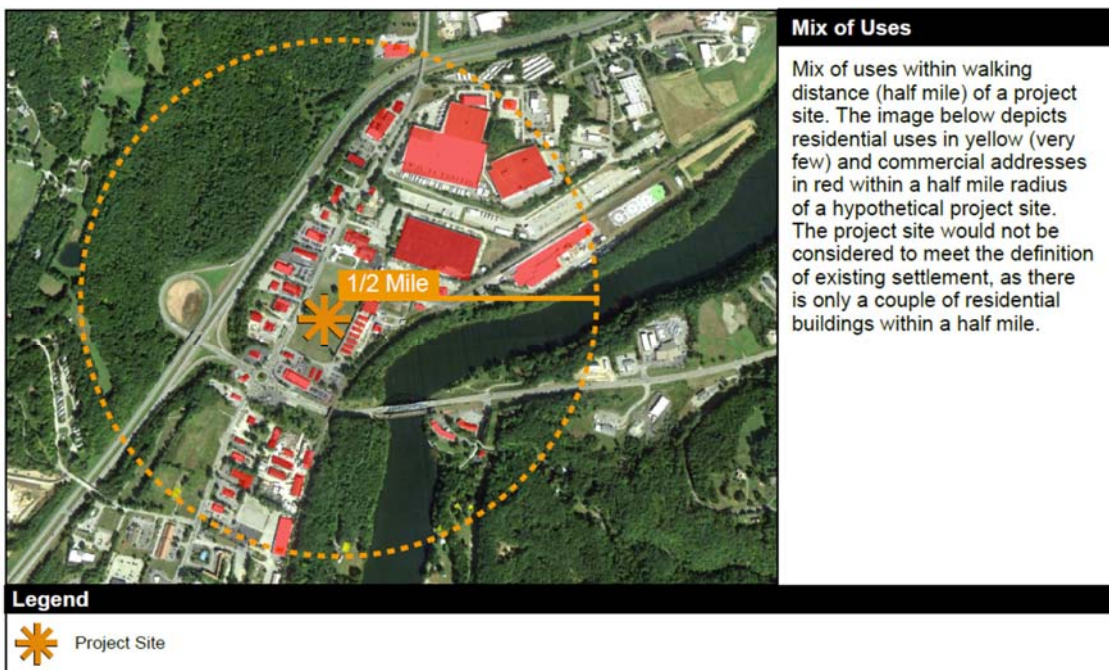 Mix of Uses
Mix of uses within walking
distance (half mile) of a project
site. The image below depicts
residential uses in yellow (very
few) and commercial addresses
in red within a half mile radius
of a hypothetical project site.
The project site would not be
considered to meet the definition
of existing settlement, as there
is only a couple of residential
buildings within a half mile.
1/2 Mile
Legend
Project Site